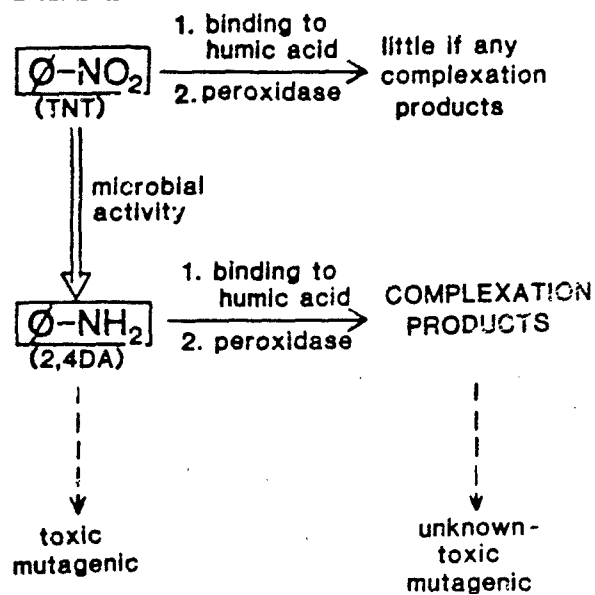 1. binding to
humic acid
2. peroxidase
Ø-NO₂
(TNT)
little if any
complexation
products
microbial
activity
1. binding to
humic acid
2. peroxidase
Ø-NH₂
(2,4DA)
COMPLEXATION
PRODUCTS
toxic
mutagenic
unknown-
toxic
mutagenic